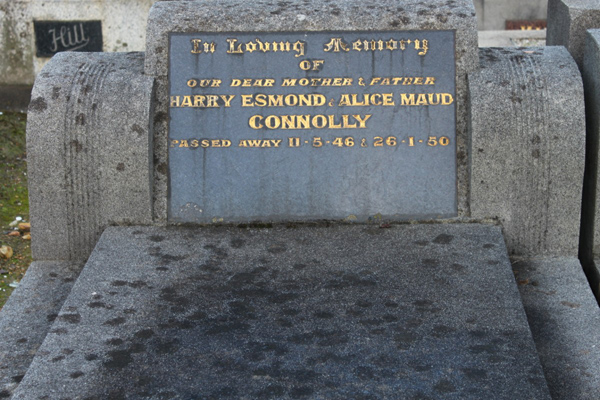 Hill
In Loving Memory
OF
OUR DEAR MOTHER & FATHER
HARRY ESMOND & ALICE MAUD
CONNOLLY
PASSED AWAY 11-5-46 & 26-1-50